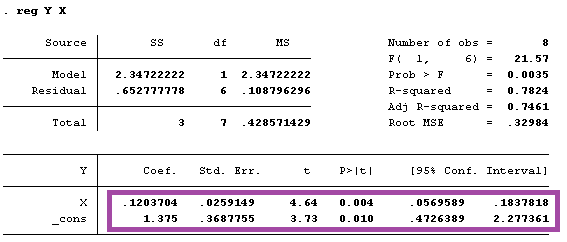 . reg Y X
Source SS df MS Number of obs = 8
F( 1, 6) = 21.57
Model 2.34722222 1 2.34722222 Prob > F = 0.0035
Residual .652777778 6 .108796296 R-squared = 0.7824
Adj R-squared = 0.7461
Total 3 7 .428571429 Root MSE = .32984
Y Coef. Std. Err. t P>|t| [95% Conf. Interval]
X .1203704 .0259149 4.64 0.004 .0569589 .1837818
_cons 1.375 .3687755 3.73 0.010 .4726389 2.277361